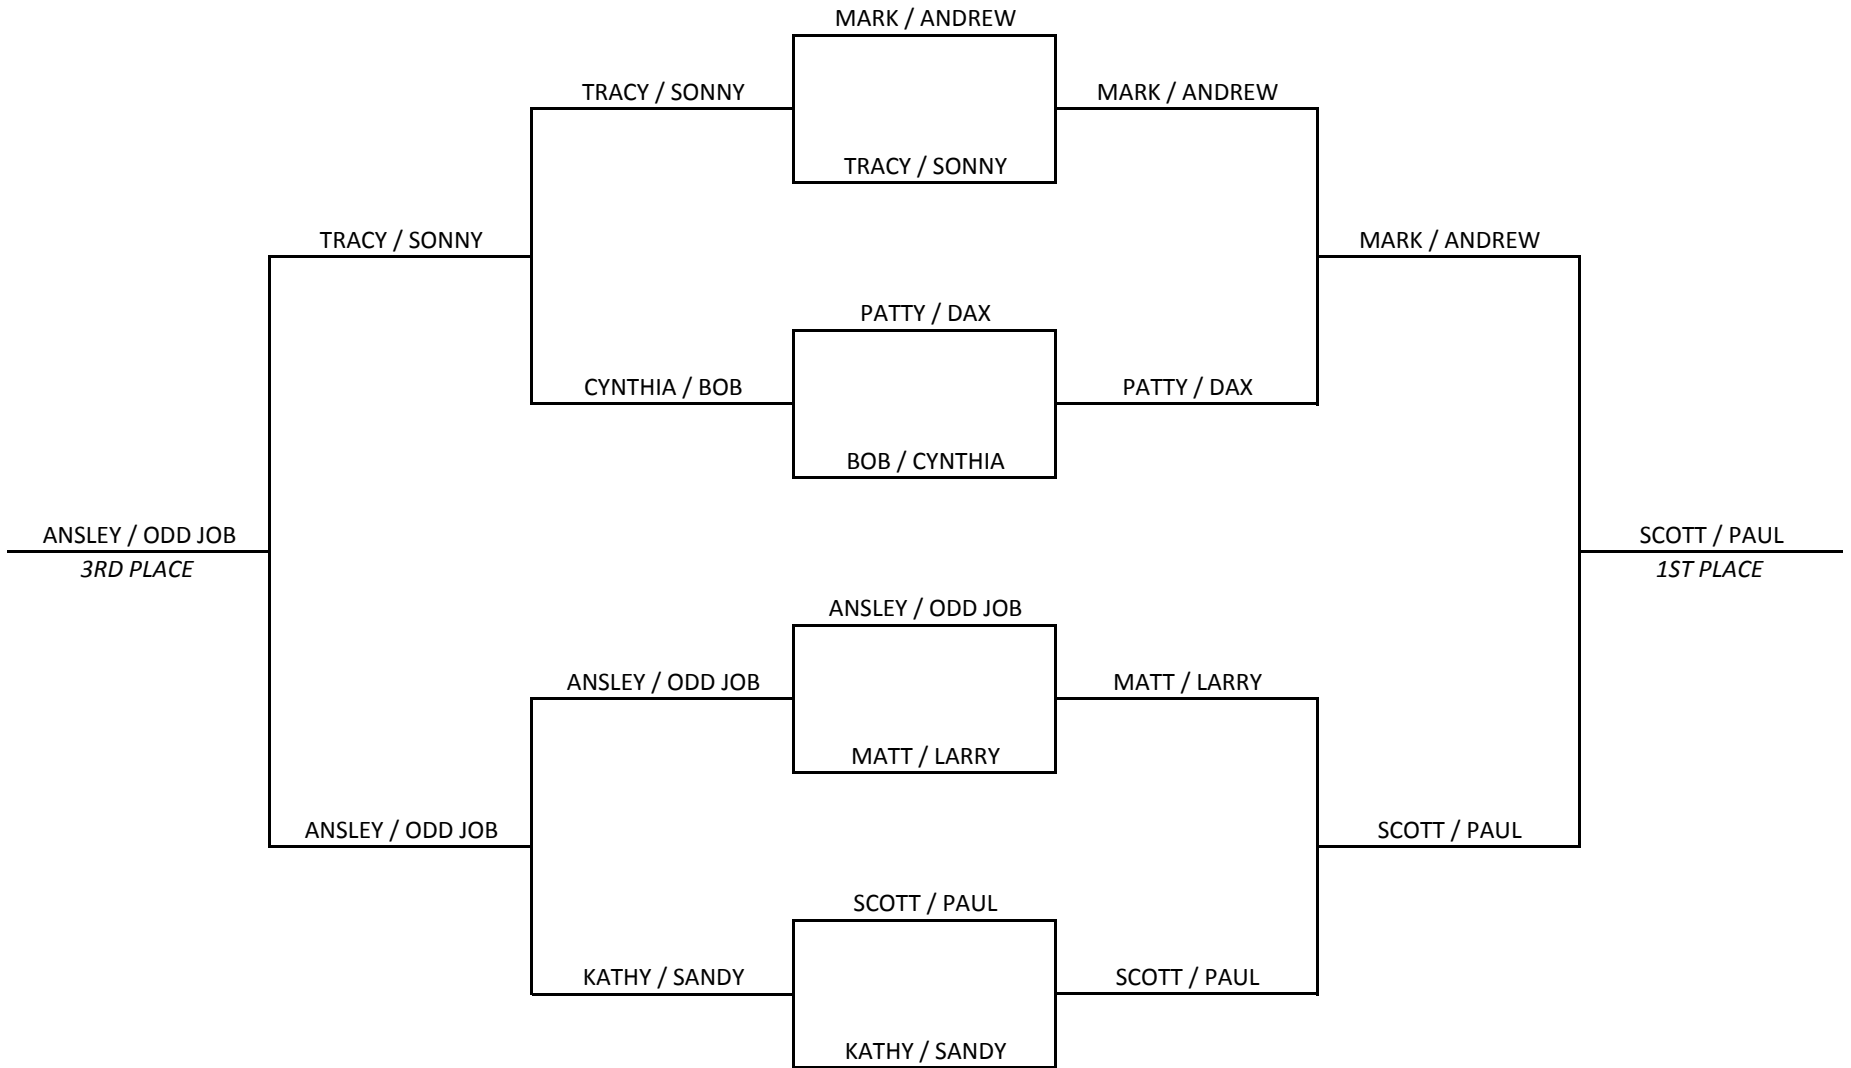 MARK / ANDREW
TRACY / SONNY
MARK / ANDREW
TRACY / SONNY
TRACY / SONNY
MARK / ANDREW
PATTY / DAX
CYNTHIA / BOB
PATTY / DAX
BOB / CYNTHIA
ANSLEY / ODD JOB
3RD PLACE
SCOTT / PAUL
1ST PLACE
ANSLEY / ODD JOB
ANSLEY / ODD JOB
MATT / LARRY
MATT / LARRY
ANSLEY / ODD JOB
SCOTT / PAUL
SCOTT / PAUL
KATHY / SANDY
SCOTT / PAUL
KATHY / SANDY